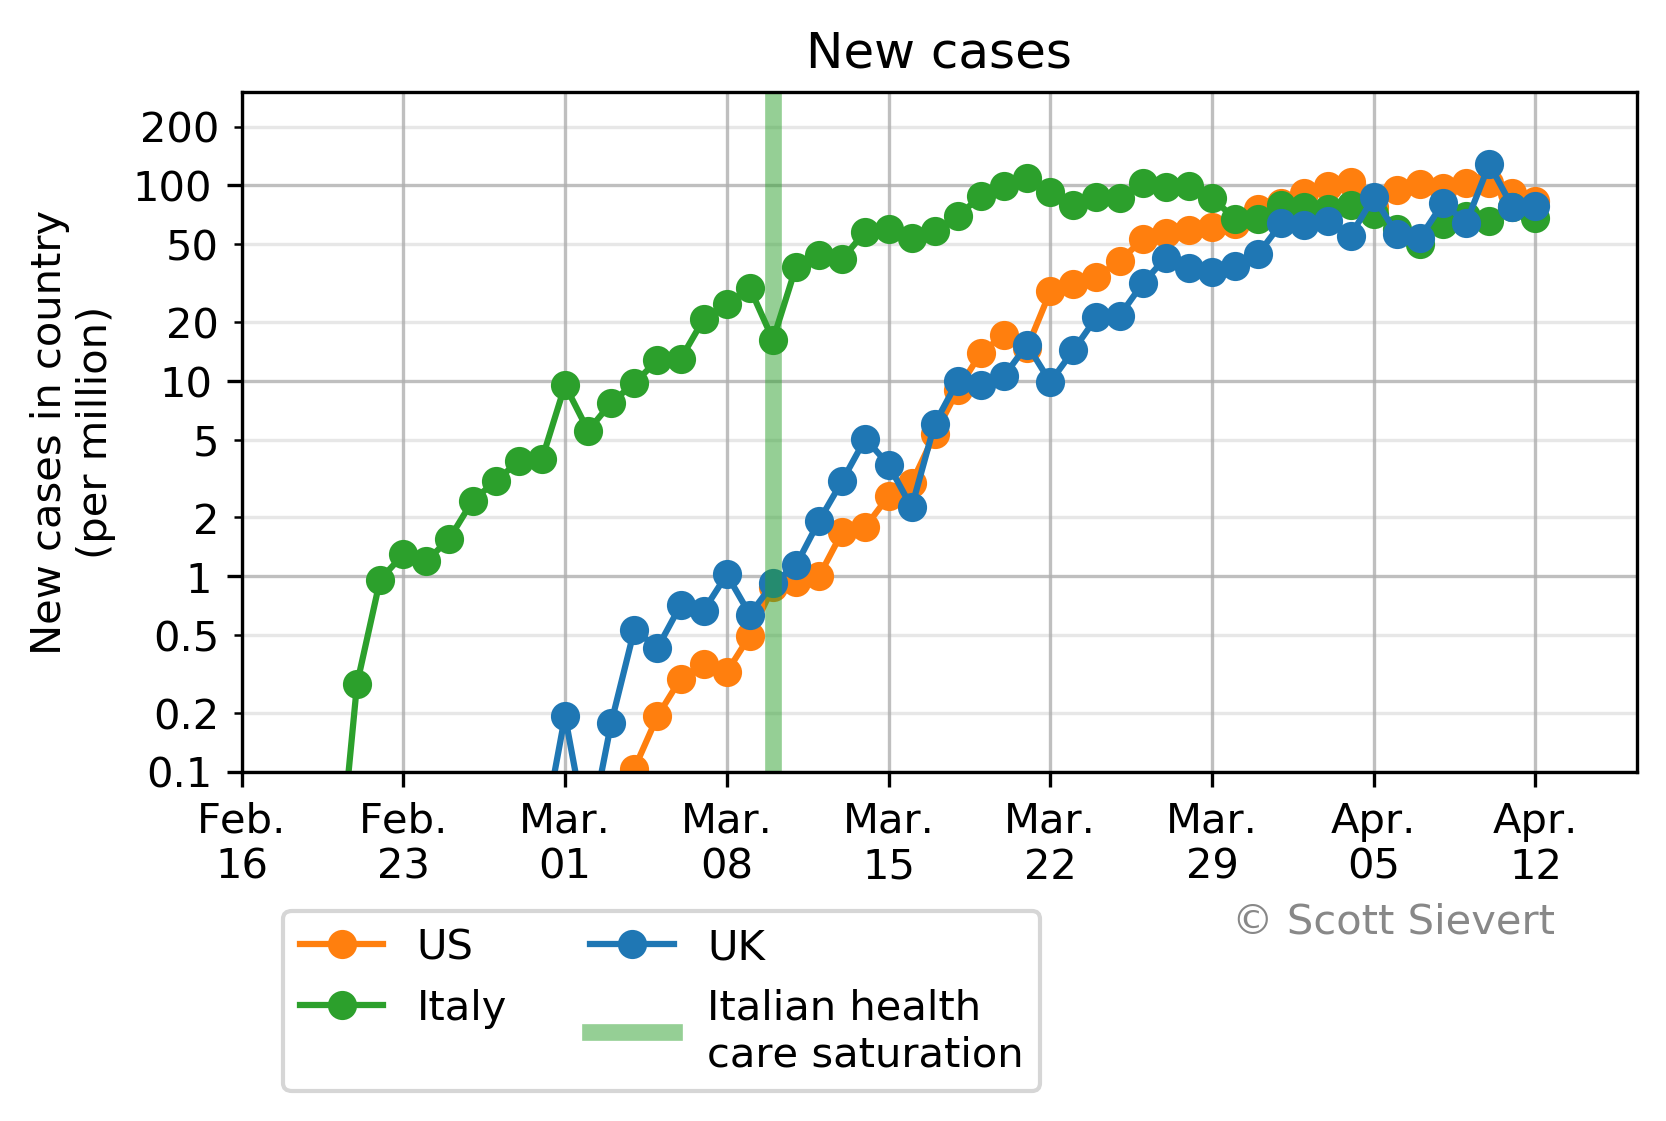 New cases
New cases in country
(per million)
200
100
50
20
10
5
2
1
0.5
0.2
0.1
Feb. Feb. Mar. Mar. Mar. Mar. Mar. Apr. Apr.
16 23 01 08 15 22 29 05 12
© Scott Sievert
US UK
Italy Italian health
care saturation